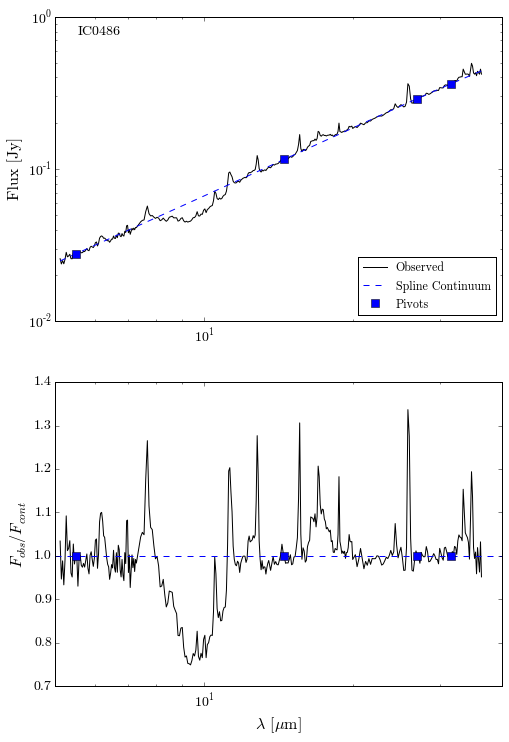 10^0
IC0486
Flux [Jy]
10^-1
Observed
Spline Continuum
Pivots
10^-2
10^1
1.4
1.3
1.2
1.1
1.0
0.9
0.8
0.7
F_obs/F_cont
10^1
λ [μm]